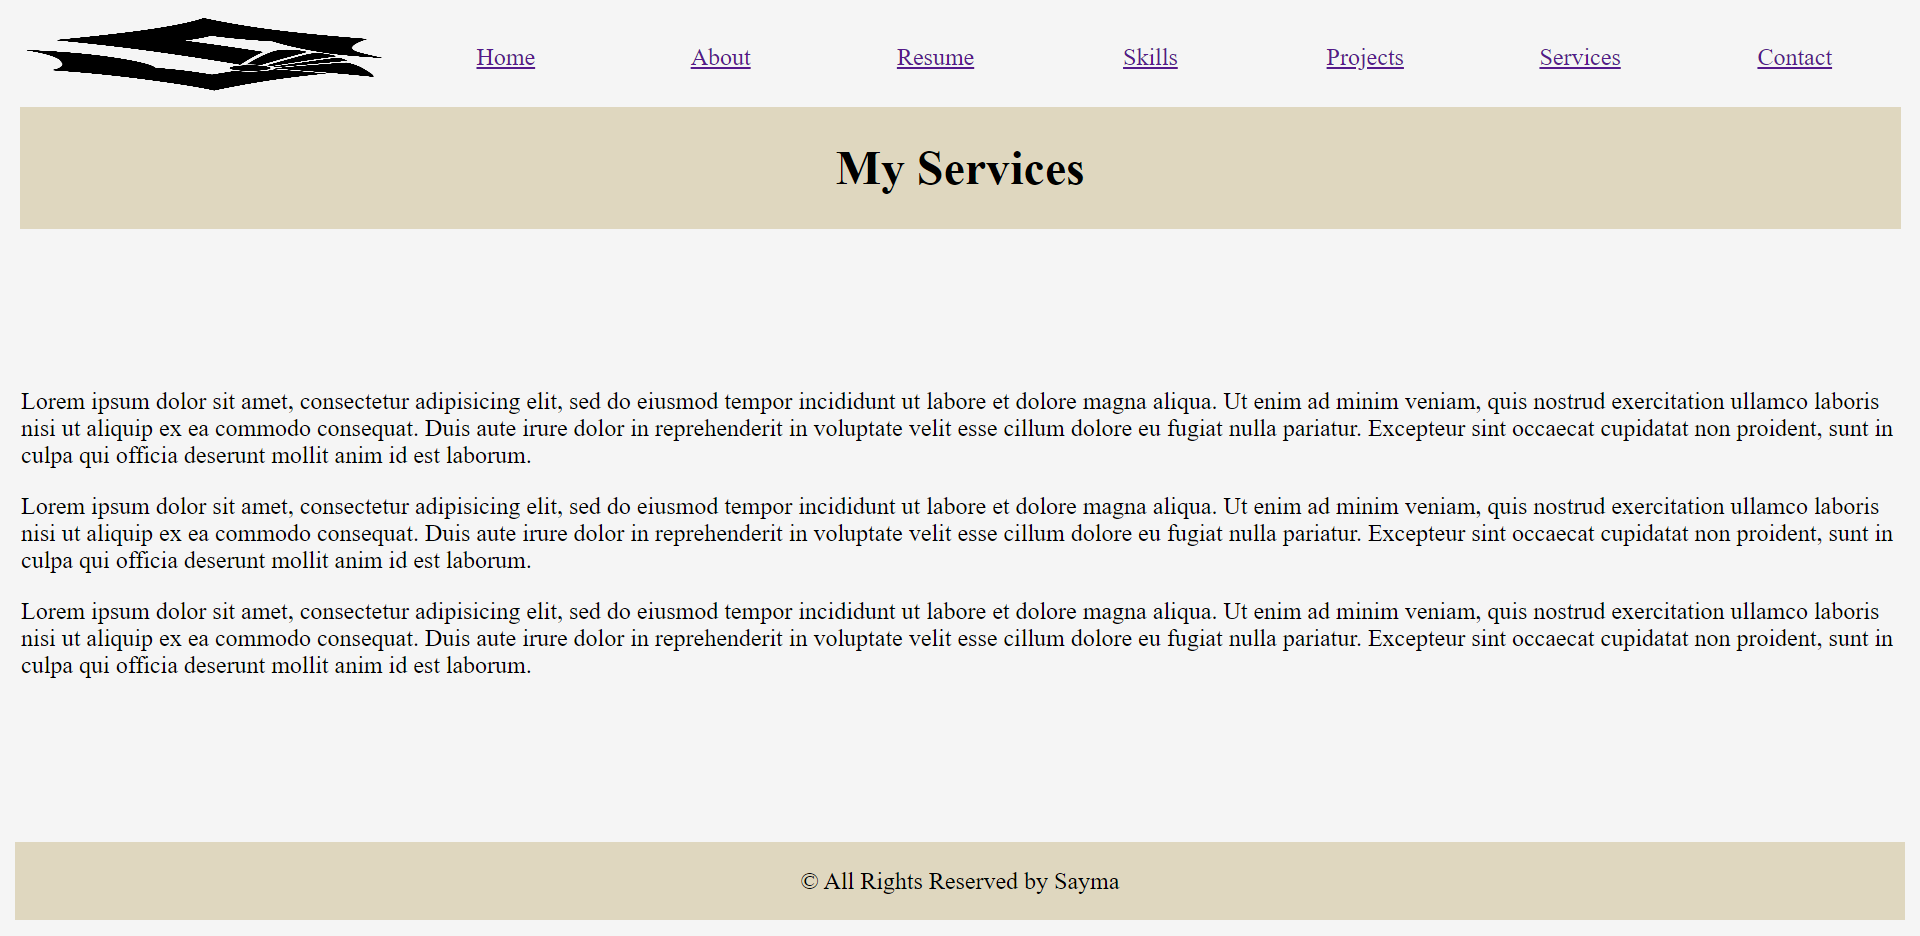 Home About Resume Skills Projects Services Contact
My Services
Lorem ipsum dolor sit amet, consectetur adipisicing elit, sed do eiusmod tempor incididunt ut labore et dolore magna aliqua. Ut enim ad minim veniam, quis nostrud exercitation ullamco laboris
nisi ut aliquip ex ea commodo consequat. Duis aute irure dolor in reprehenderit in voluptate velit esse cillum dolore eu fugiat nulla pariatur. Excepteur sint occaecat cupidatat non proident, sunt in
culpa qui officia deserunt mollit anim id est laborum.
Lorem ipsum dolor sit amet, consectetur adipisicing elit, sed do eiusmod tempor incididunt ut labore et dolore magna aliqua. Ut enim ad minim veniam, quis nostrud exercitation ullamco laboris
nisi ut aliquip ex ea commodo consequat. Duis aute irure dolor in reprehenderit in voluptate velit esse cillum dolore eu fugiat nulla pariatur. Excepteur sint occaecat cupidatat non proident, sunt in
culpa qui officia deserunt mollit anim id est laborum.
Lorem ipsum dolor sit amet, consectetur adipisicing elit, sed do eiusmod tempor incididunt ut labore et dolore magna aliqua. Ut enim ad minim veniam, quis nostrud exercitation ullamco laboris
nisi ut aliquip ex ea commodo consequat. Duis aute irure dolor in reprehenderit in voluptate velit esse cillum dolore eu fugiat nulla pariatur. Excepteur sint occaecat cupidatat non proident, sunt in
culpa qui officia deserunt mollit anim id est laborum.
© All Rights Reserved by Sayma